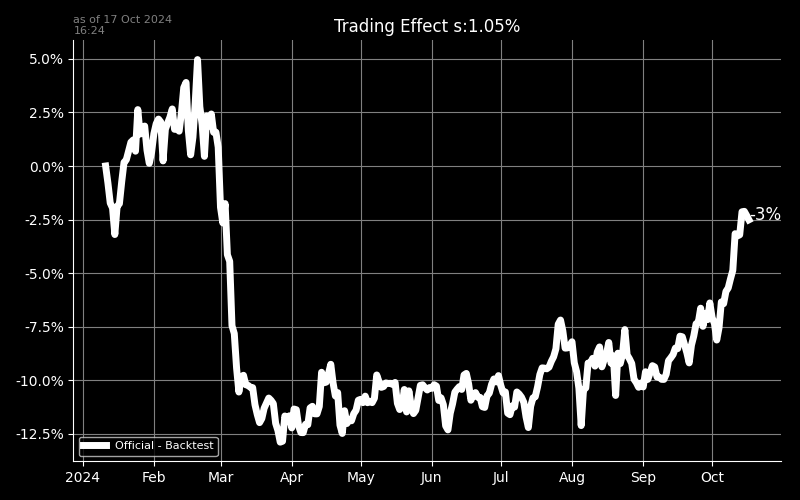 as of 17 Oct 2024
16:24
Trading Effect s:1.05%
5.0%
2.5%
0.0%
-2.5%
-5.0%
-7.5%
-10.0%
-12.5%
-3%
Official - Backtest
2024 Feb Mar Apr May Jun Jul Aug Sep Oct